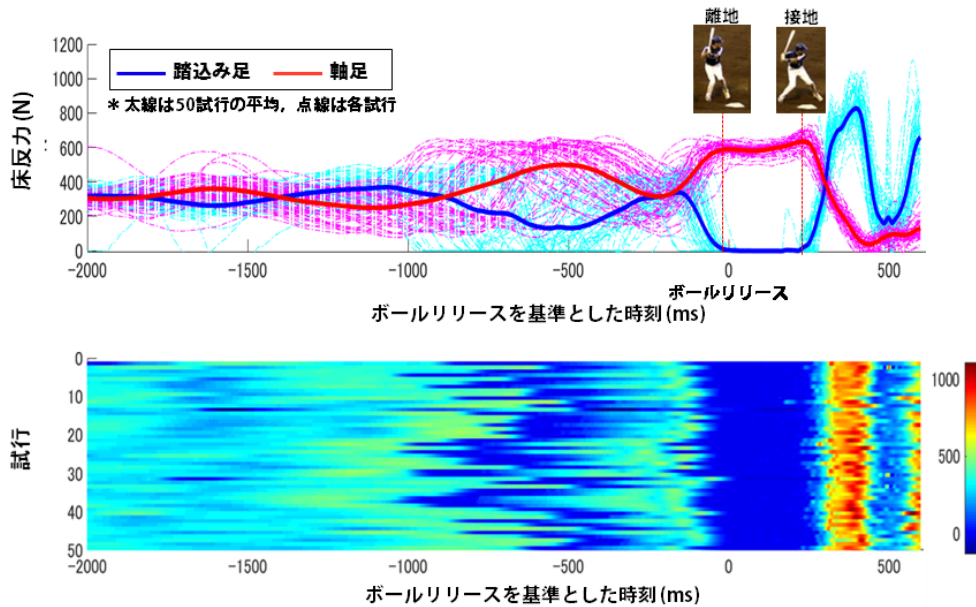 離地 接地
1200
1000
800
600
400
200
0
床反力(N)
踏込み足 軸足
* 太線は50試行の平均，点線は各試行
-2000 -1500 -1000 -500 0 500
ボールリリース
ボールリリースを基準とした時刻(ms)
0
10
20
30
40
50
試行
1000
500
0
-2000 -1500 -1000 -500 0 500
ボールリリースを基準とした時刻(ms)